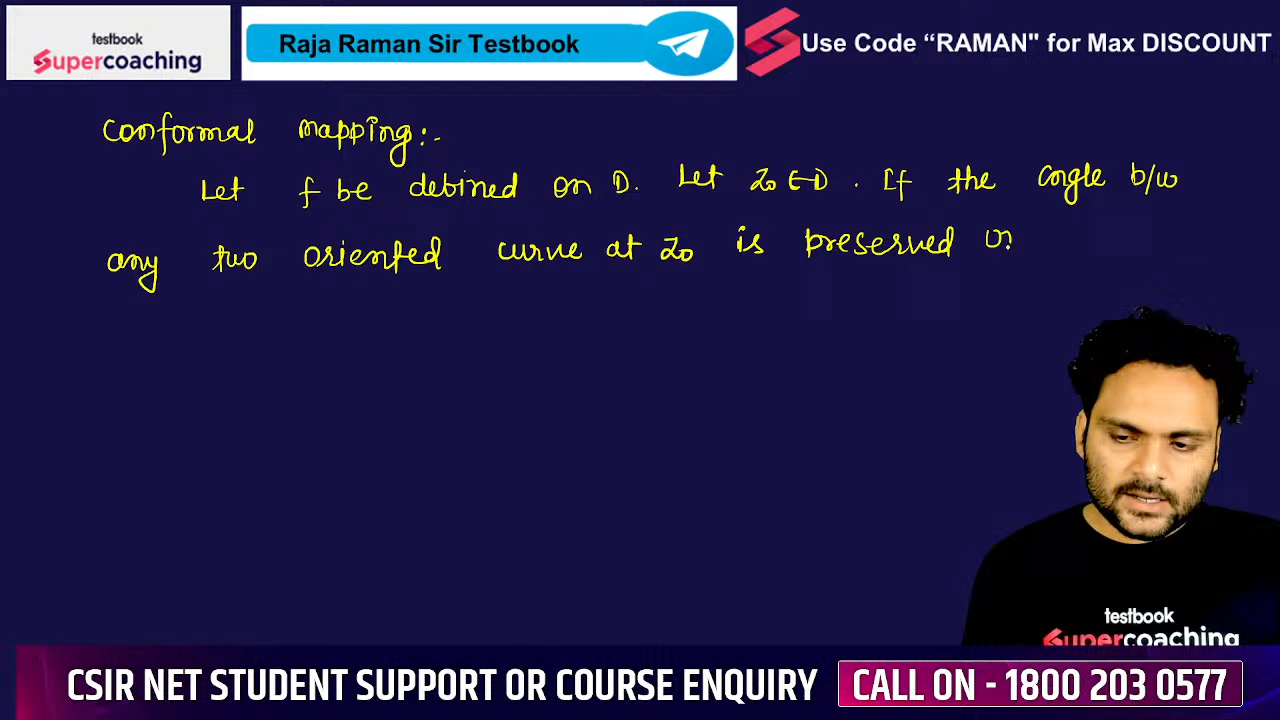 testbook
Supercoaching
Raja Raman Sir Testbook
Use Code “RAMAN" for Max DISCOUNT
Conformal mapping:-
Let f be defined on D. Let z₀ ∈ D. If the angle b/w
any two oriented curve at z₀ is preserved
testbook
Supercoaching
CSIR NET STUDENT SUPPORT OR COURSE ENQUIRY
CALL ON - 1800 203 0577